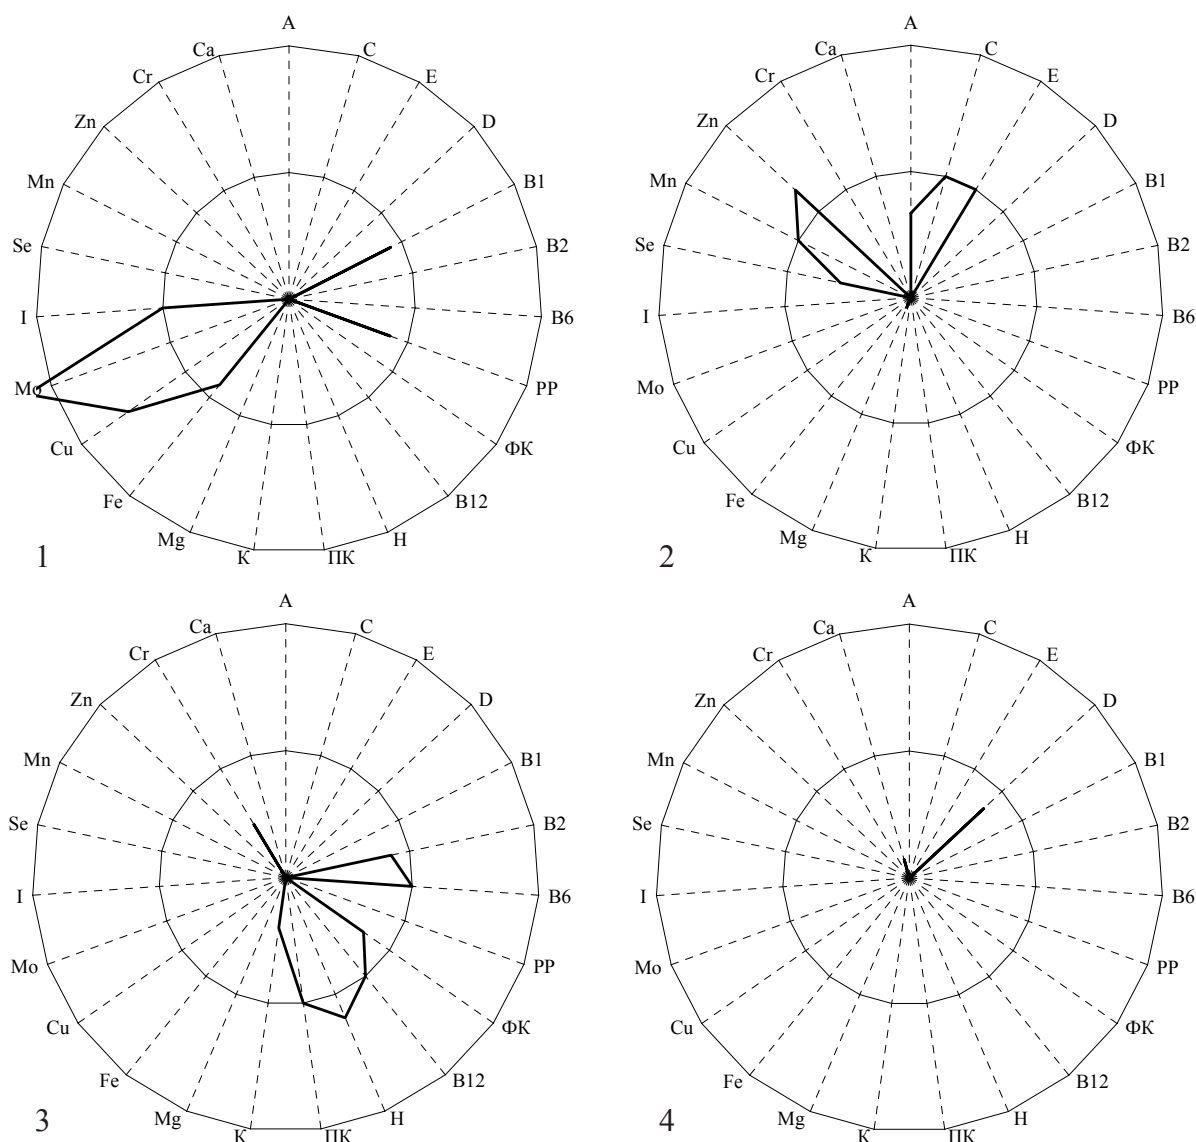 A
C
E
D
B1
B2
B6
PP
ФК
B12
H
ПК
К
Mg
Fe
Cu
Mo
I
Se
Mn
Zn
Cr
Ca
1
A
C
E
D
B1
B2
B6
PP
ФК
B12
H
ПК
К
Mg
Fe
Cu
Mo
I
Se
Mn
Zn
Cr
Ca
2
A
C
E
D
B1
B2
B6
PP
ФК
B12
H
ПК
К
Mg
Fe
Cu
Mo
I
Se
Mn
Zn
Cr
Ca
3
A
C
E
D
B1
B2
B6
PP
ФК
B12
H
ПК
К
Mg
Fe
Cu
Mo
I
Se
Mn
Zn
Cr
Ca
4